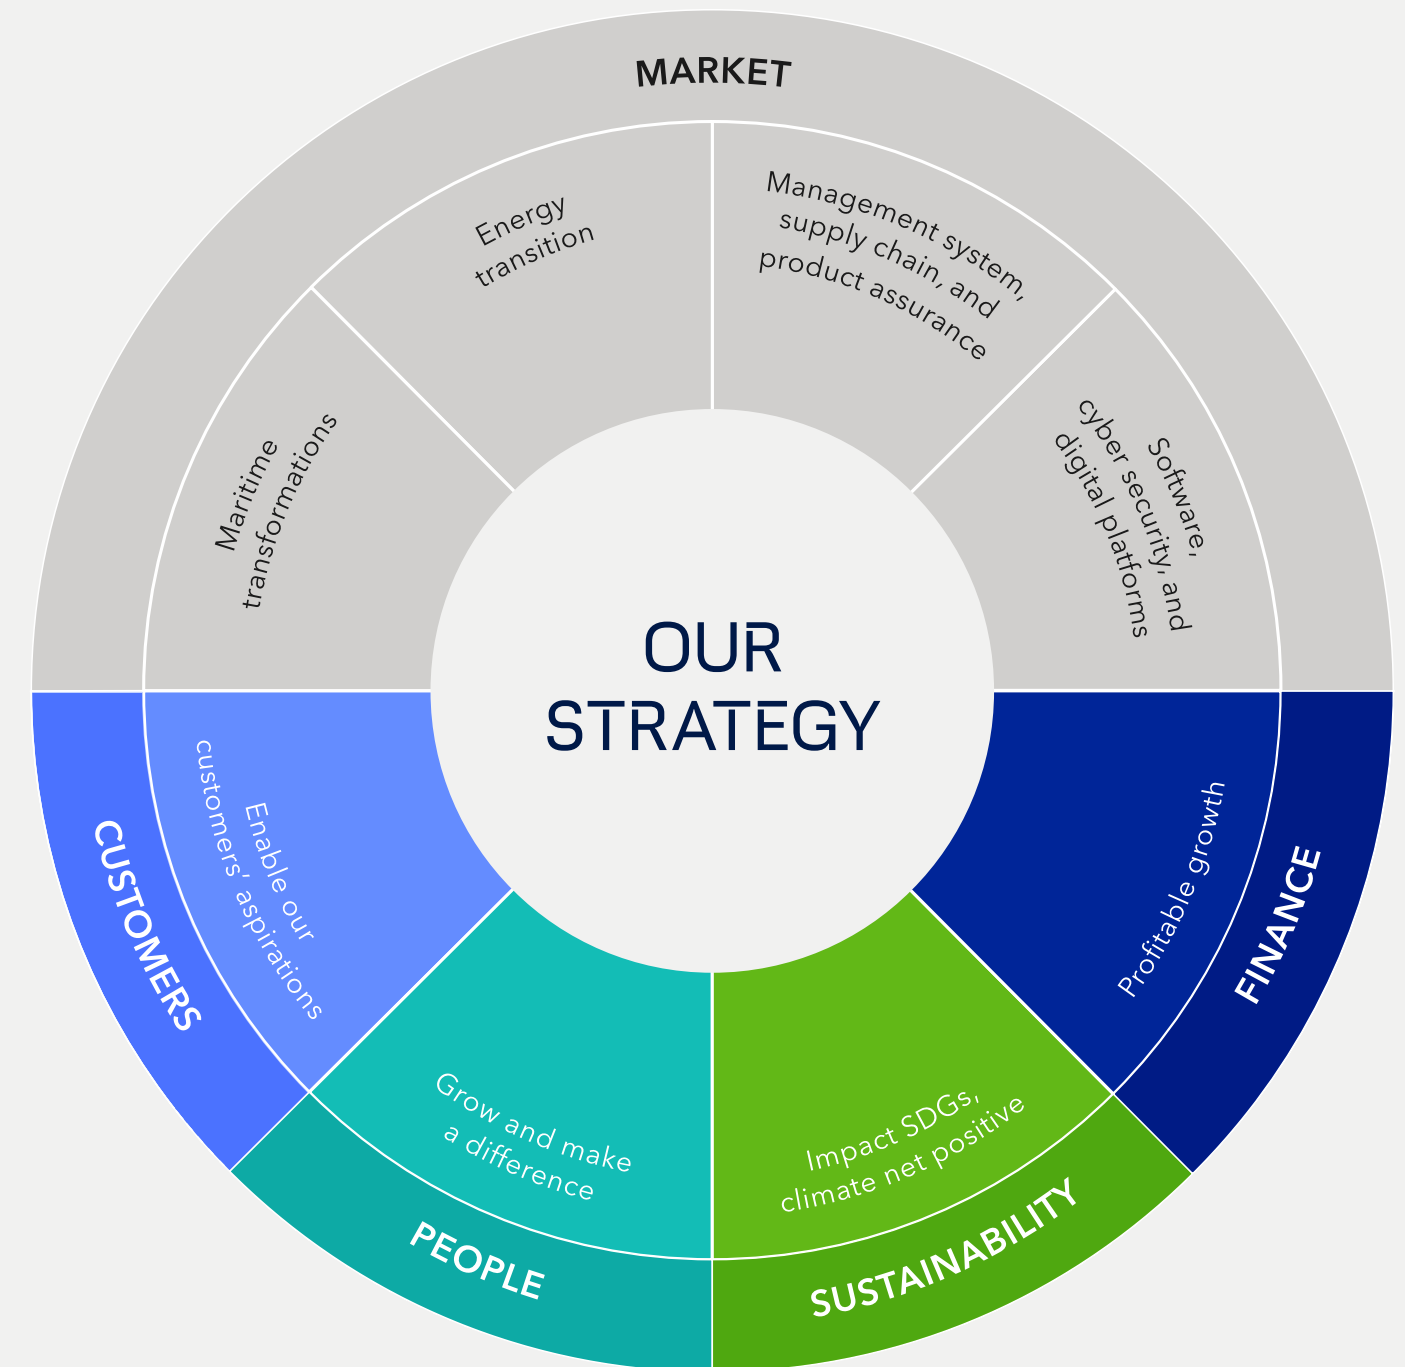 MARKET
Energy
transition
Management system,
supply chain, and
product assurance
Maritime
transformations
Software,
cyber security, and
digital platforms
OUR
STRATEGY
CUSTOMERS
Enable our
customers’ aspirations
Profitable growth
FINANCE
Grow and make
a difference
PEOPLE
Impact SDGs,
climate net positive
SUSTAINABILITY